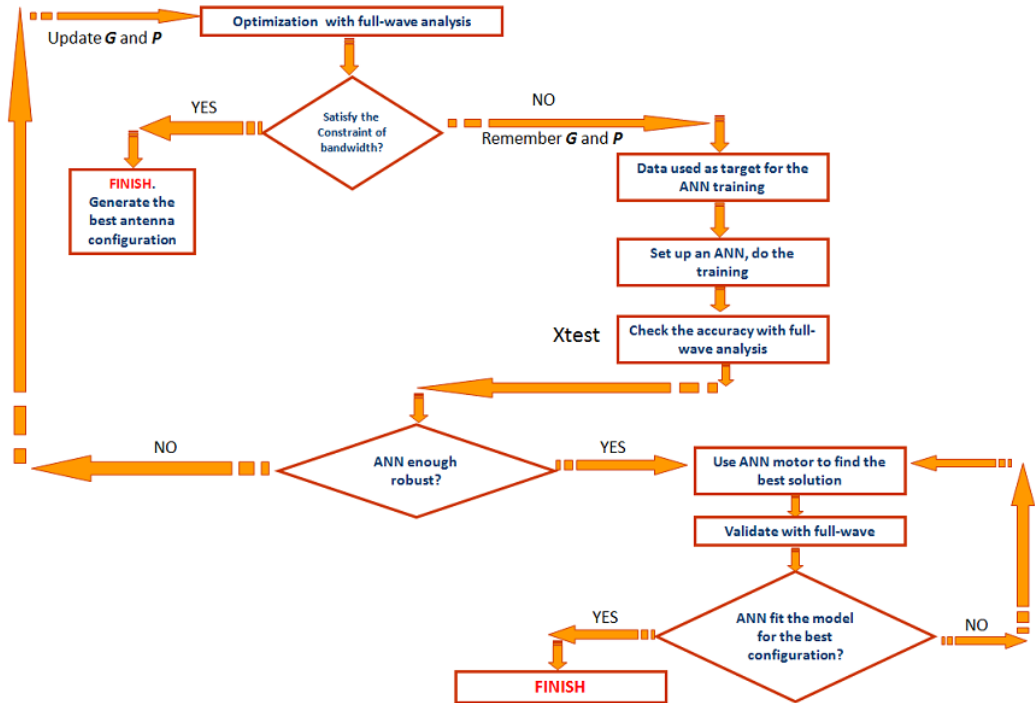 Optimization with full-wave analysis
Update G and P
YES
NO
Satisfy the
Constraint of
bandwidth?
Remember G and P
FINISH.
Generate the
best antenna
configuration
Data used as target for the
ANN training
Set up an ANN, do the
training
Xtest
Check the accuracy with full-
wave analysis
NO
ANN enough
robust?
YES
Use ANN motor to find the
best solution
Validate with full-wave
YES
ANN fit the model
for the best
configuration?
NO
FINISH